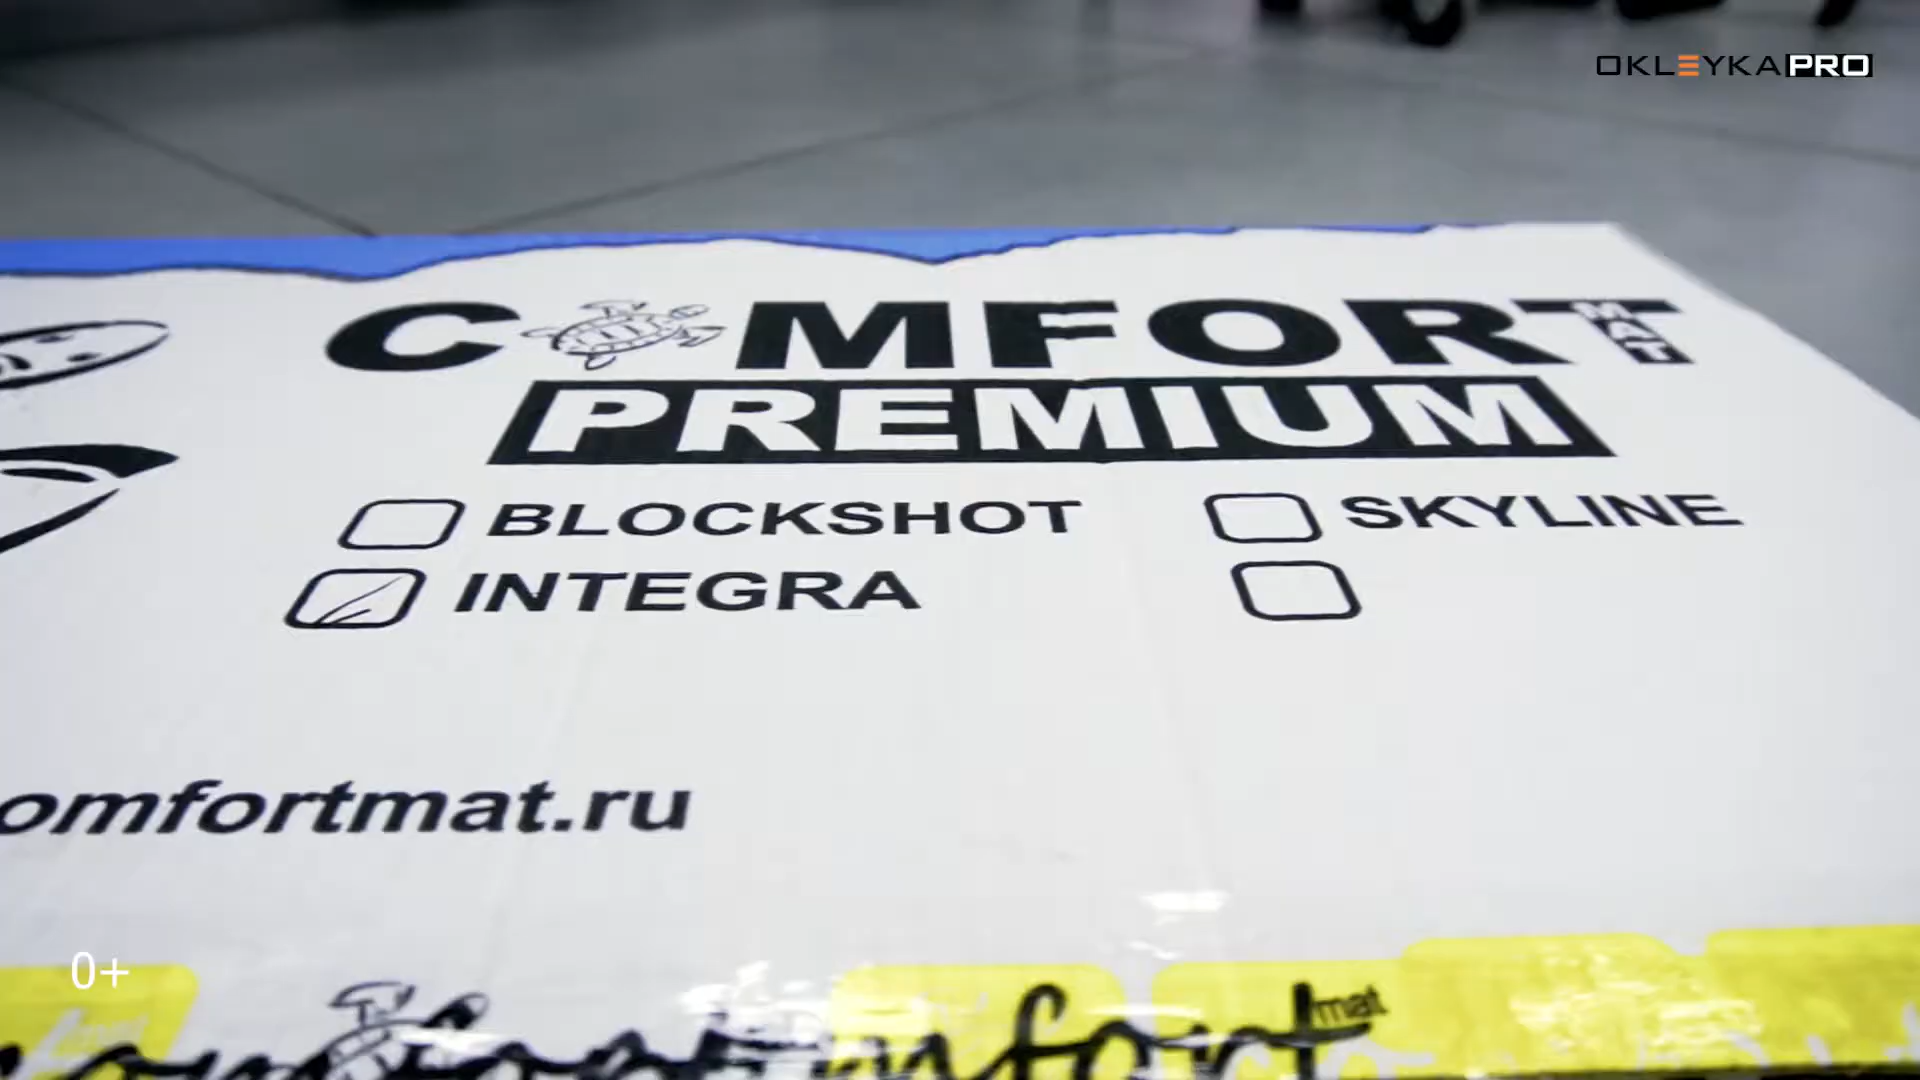 OKLEYKAPRO
COMFORT MAT
PREMIUM
BLOCKSHOT
SKYLINE
INTEGRA
omfortmat.ru
0+
mat